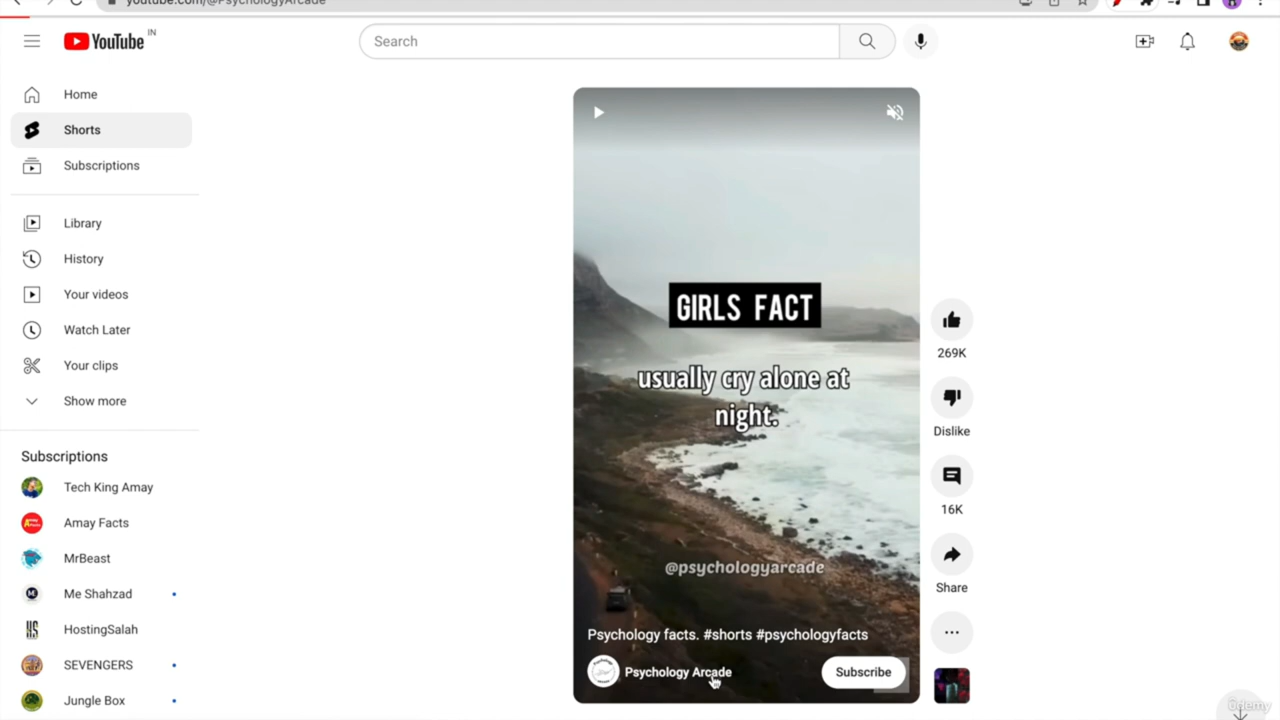 youtube.com/@PsychologyArcade
YouTube IN
Search
Home
Shorts
Subscriptions
Library
History
Your videos
Watch Later
Your clips
Show more
Subscriptions
Tech King Amay
Amay Facts
MrBeast
Me Shahzad
HostingSalah
SEVENGERS
Jungle Box
GIRLS FACT
usually cry alone at
night.
@psychologyarcade
Psychology facts. #shorts #psychologyfacts
Psychology Arcade
Subscribe
269K
Dislike
16K
Share
ûdemy